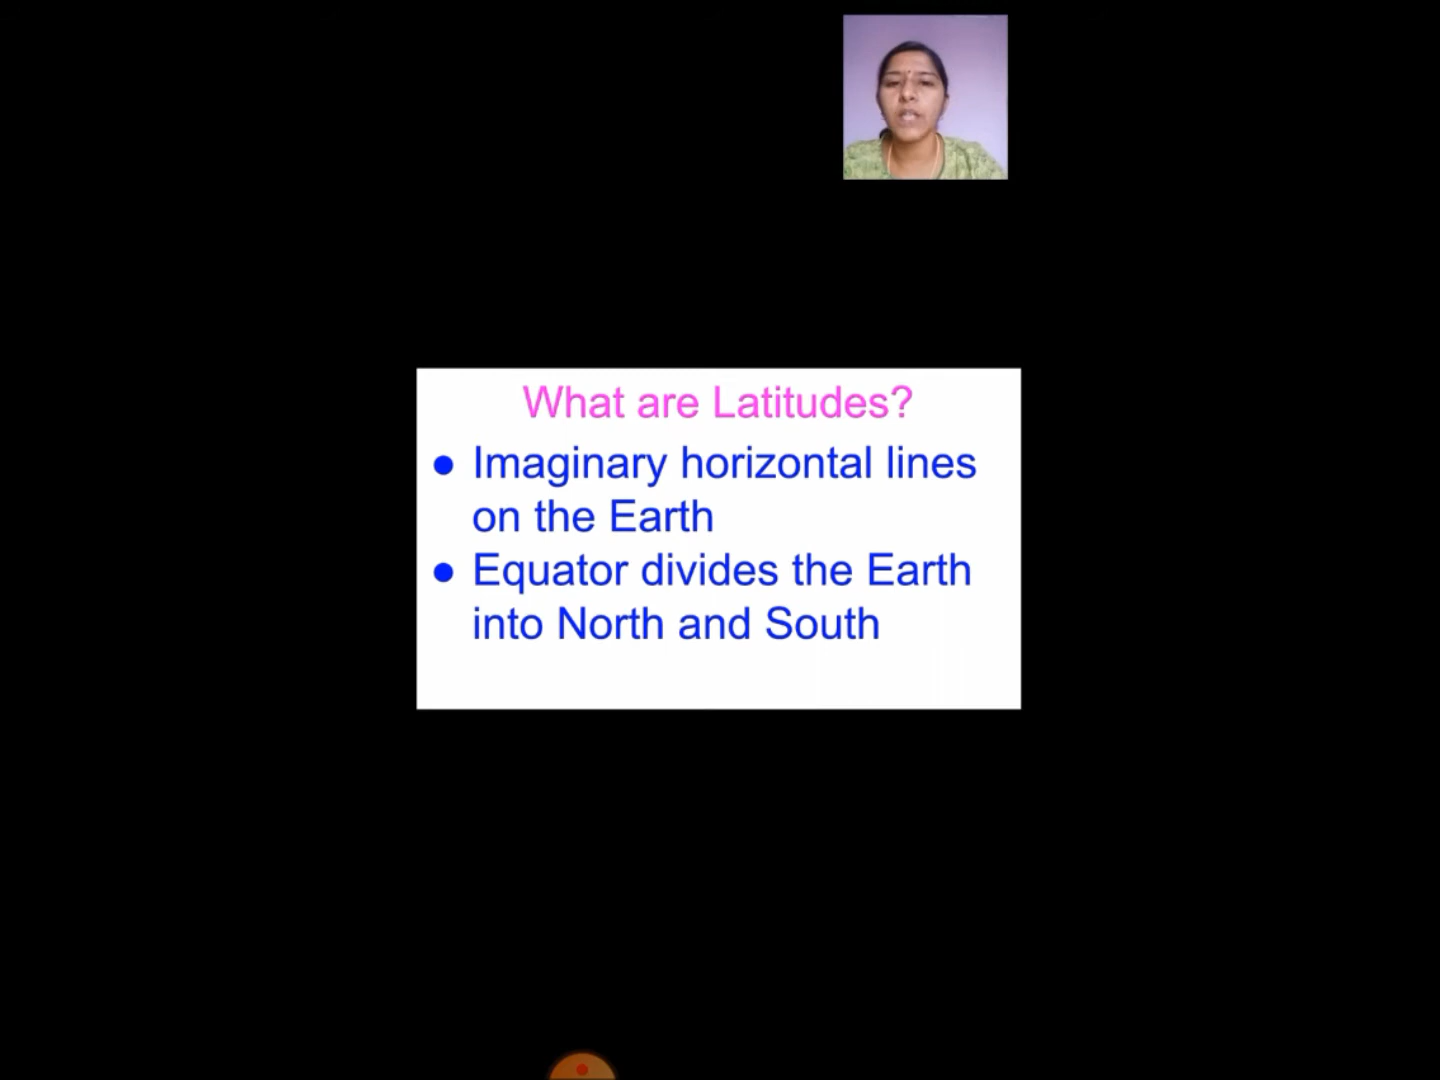 What are Latitudes?
● Imaginary horizontal lines
on the Earth
● Equator divides the Earth
into North and South